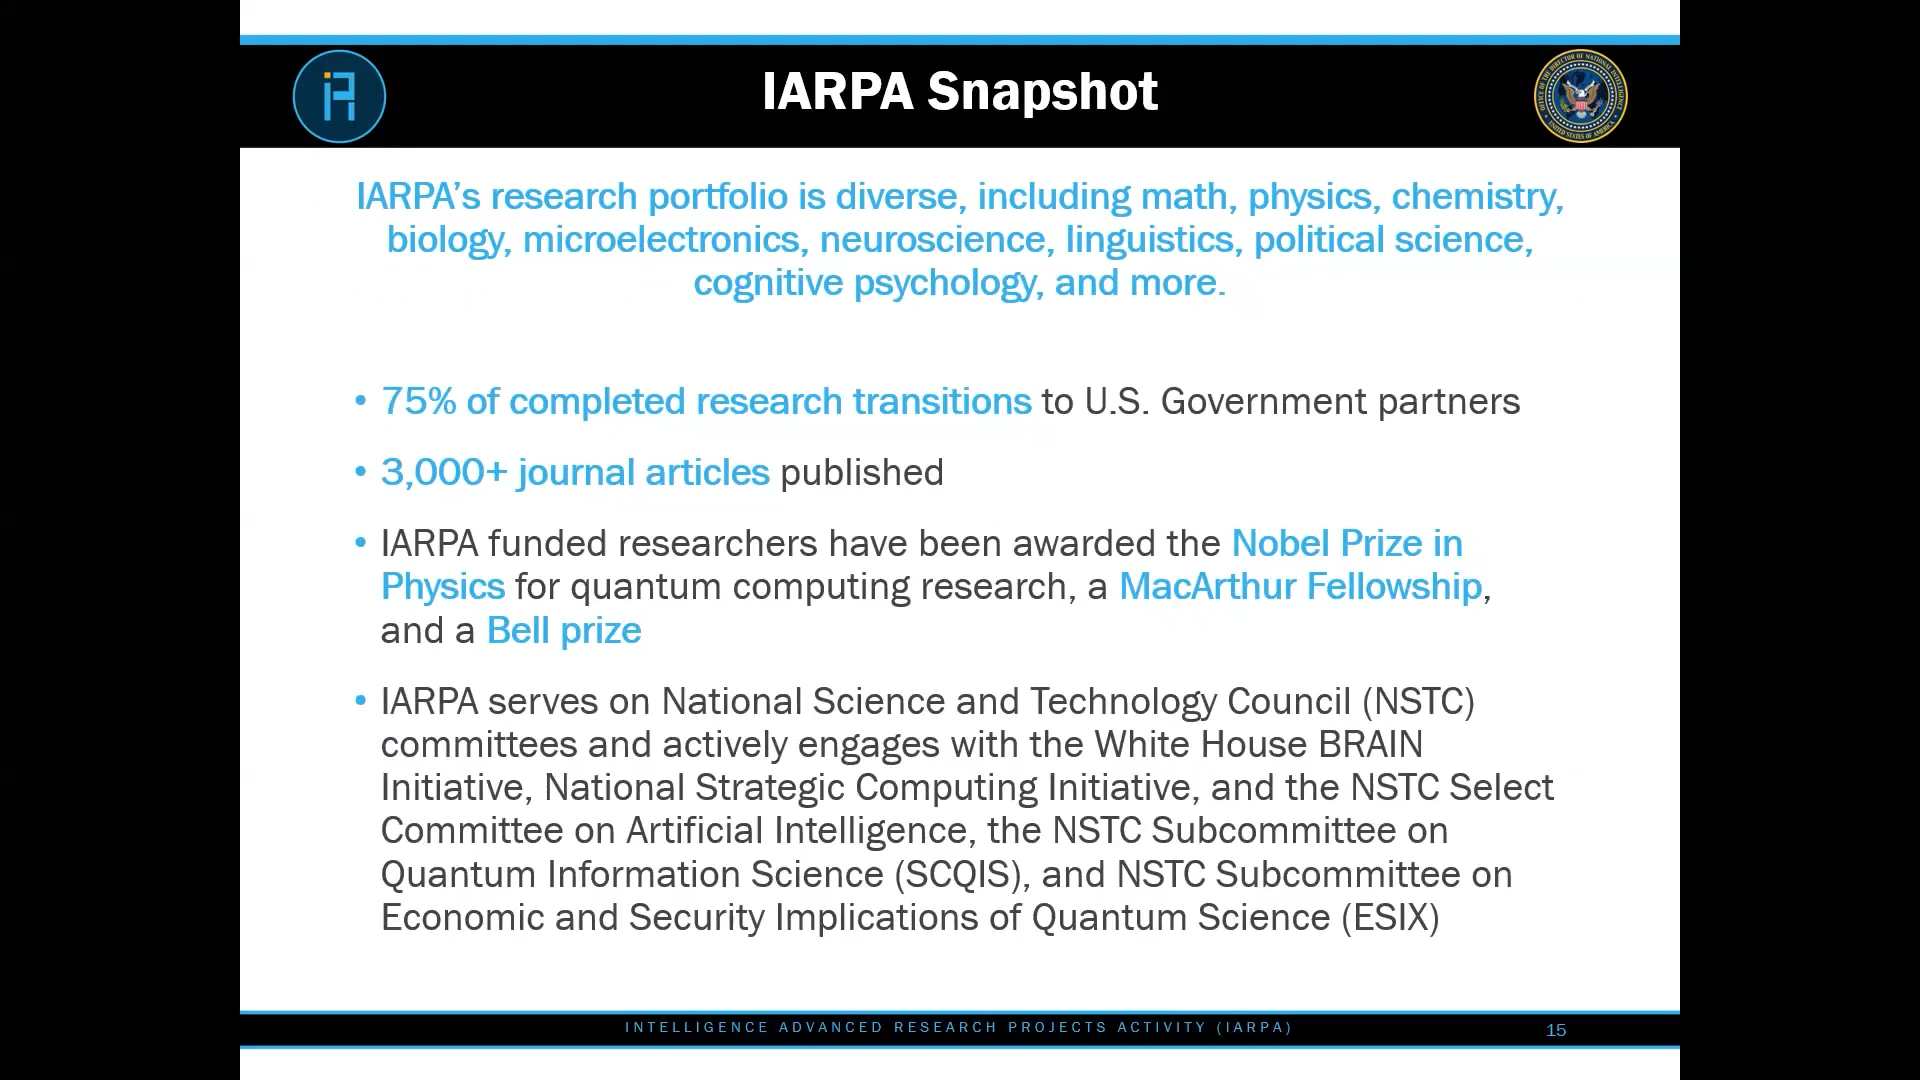 IARPA Snapshot
IARPA’s research portfolio is diverse, including math, physics, chemistry,
biology, microelectronics, neuroscience, linguistics, political science,
cognitive psychology, and more.
• 75% of completed research transitions to U.S. Government partners
• 3,000+ journal articles published
• IARPA funded researchers have been awarded the Nobel Prize in
Physics for quantum computing research, a MacArthur Fellowship,
and a Bell prize
• IARPA serves on National Science and Technology Council (NSTC)
committees and actively engages with the White House BRAIN
Initiative, National Strategic Computing Initiative, and the NSTC Select
Committee on Artificial Intelligence, the NSTC Subcommittee on
Quantum Information Science (SCQIS), and NSTC Subcommittee on
Economic and Security Implications of Quantum Science (ESIX)
INTELLIGENCE ADVANCED RESEARCH PROJECTS ACTIVITY (IARPA)
15